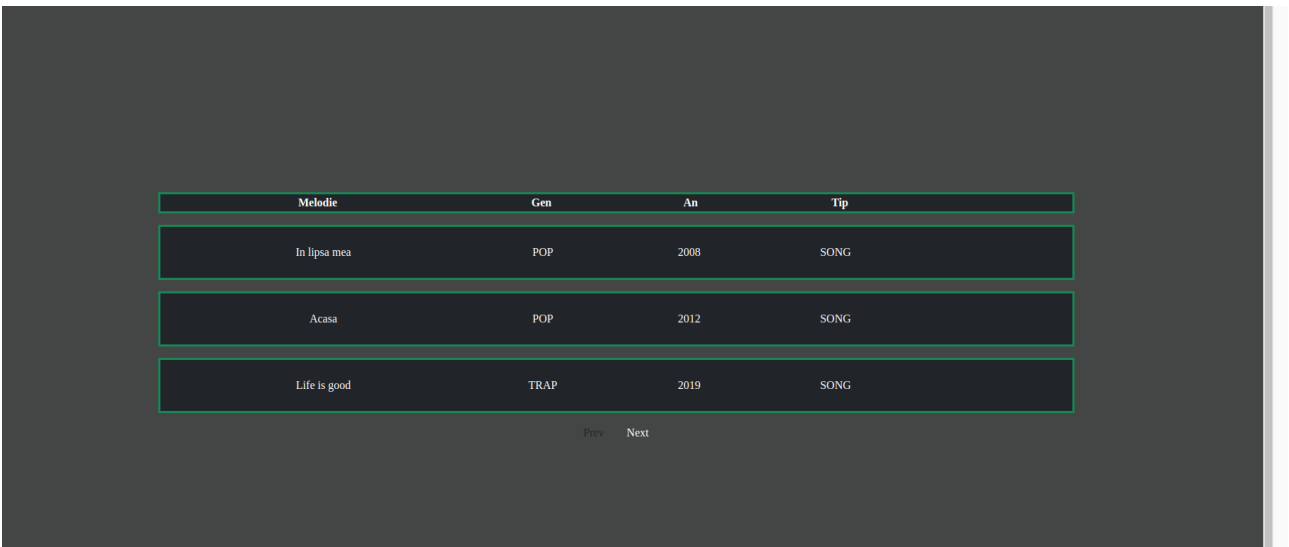 Melodie Gen An Tip
In lipsa mea POP 2008 SONG
Acasa POP 2012 SONG
Life is good TRAP 2019 SONG
Prev Next